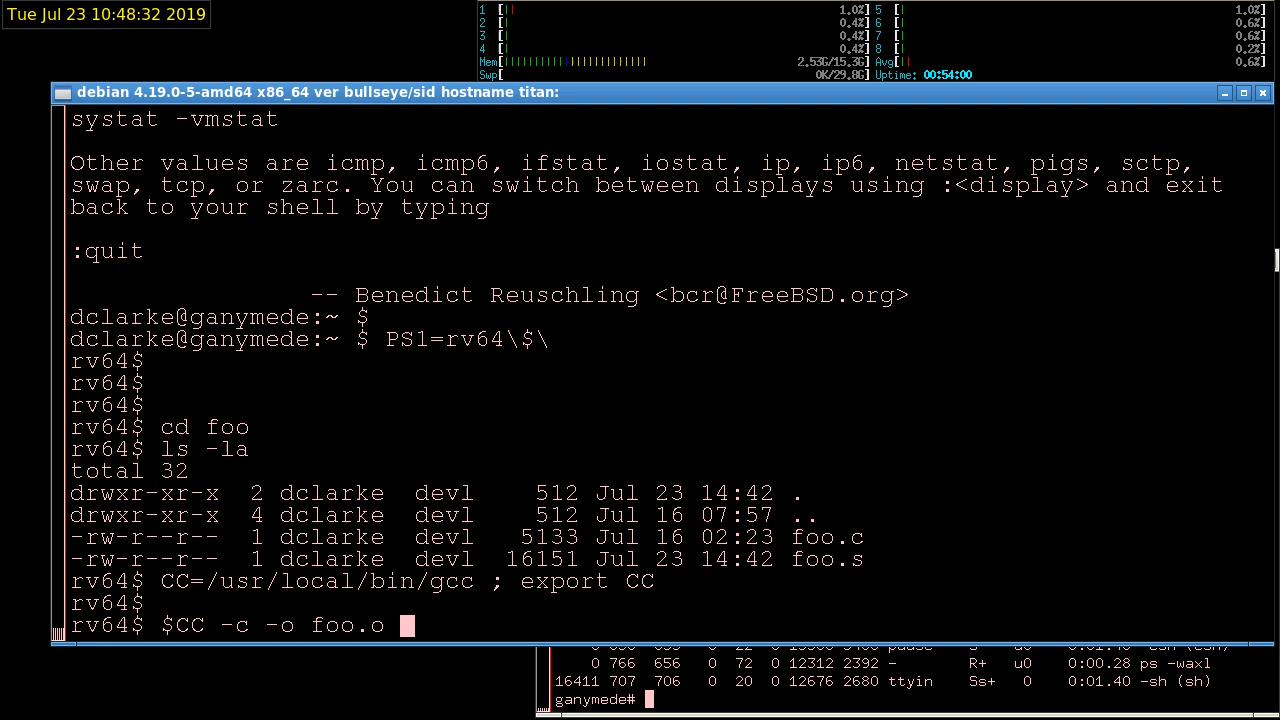 Tue Jul 23 10:48:32 2019
1 [|| 1.0%] 5 [| 1.0%]
2 [| 0.4%] 6 [| 0.6%]
3 [| 0.4%] 7 [| 0.6%]
4 [| 0.4%] 8 [| 0.2%]
Mem[||||||||||||||||||||||||| 2.53G/15.3G] Avg[|| 0.6%]
Swp[ 0K/29.8G] Uptime: 00:54:00
debian 4.19.0-5-amd64 x86_64 ver bullseye/sid hostname titan:
systat -vmstat
Other values are icmp, icmp6, ifstat, iostat, ip, ip6, netstat, pigs, sctp,
swap, tcp, or zarc. You can switch between displays using :<display> and exit
back to your shell by typing
:quit
-- Benedict Reuschling <bcr@FreeBSD.org>
dclarke@ganymede:~ $
dclarke@ganymede:~ $ PS1=rv64\$\
rv64$
rv64$
rv64$
rv64$ cd foo
rv64$ ls -la
total 32
drwxr-xr-x  2 dclarke  devl    512 Jul 23 14:42 .
drwxr-xr-x  4 dclarke  devl    512 Jul 16 07:57 ..
-rw-r--r--  1 dclarke  devl   5133 Jul 16 02:23 foo.c
-rw-r--r--  1 dclarke  devl  16151 Jul 23 14:42 foo.s
rv64$ CC=/usr/local/bin/gcc ; export CC
rv64$
rv64$ $CC -c -o foo.o
0 766 656 0 72 0 12312 2392 - R+ u0 0:00.28 ps -waxl
16411 707 706 0 20 0 12676 2680 ttyin Ss+ 0 0:01.40 -sh (sh)
ganymede#